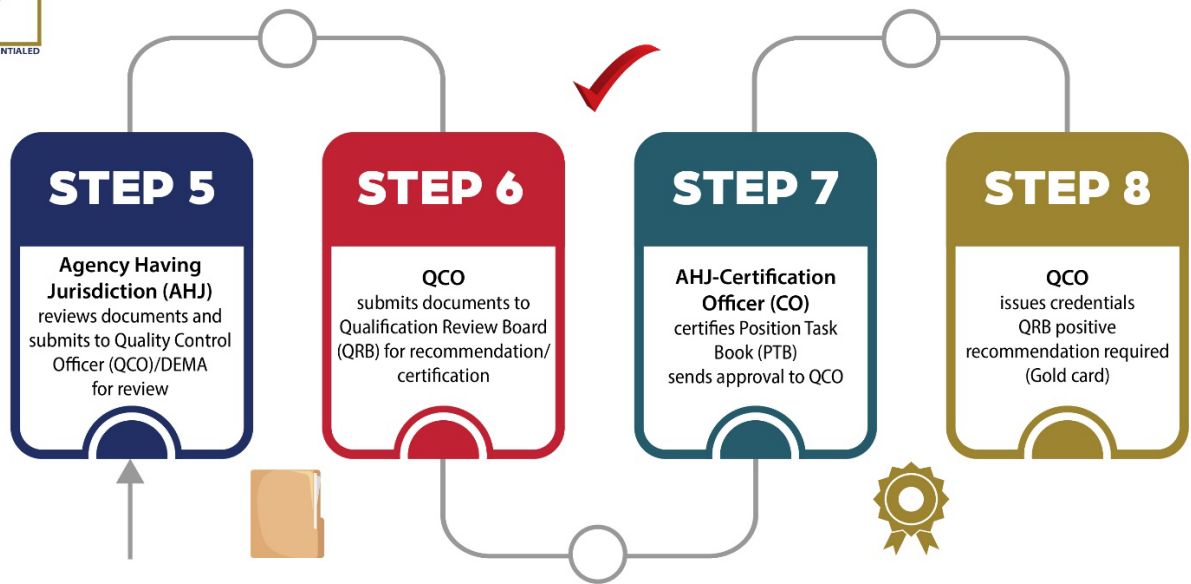 NTIALED
STEP 5
Agency Having
Jurisdiction (AHJ)
reviews documents and
submits to Quality Control
Officer (QCO)/DEMA
for review
STEP 6
QCO
submits documents to
Qualification Review Board
(QRB) for recommendation/
certification
STEP 7
AHJ-Certification
Officer (CO)
certifies Position Task
Book (PTB)
sends approval to QCO
STEP 8
QCO
issues credentials
QRB positive
recommendation required
(Gold card)